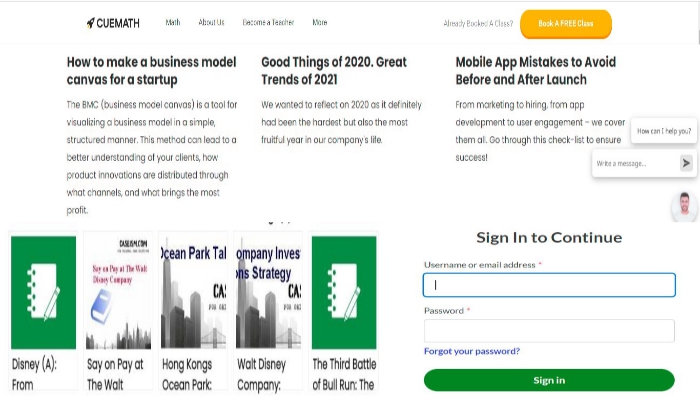 CUEMATH Math About Us Become a Teacher More Already Booked A Class? Book A FREE Class
How to make a business model
canvas for a startup
The BMC (business model canvas) is a tool for
visualizing a business model in a simple,
structured manner. This method can lead to a
better understanding of your clients, how
product innovations are distributed through
what channels, and what brings the most
profit.
Good Things of 2020. Great
Trends of 2021
We wanted to reflect on 2020 as it definitely
had been the hardest but also the most
fruitful year in our company's life.
Mobile App Mistakes to Avoid
Before and After Launch
From marketing to hiring, from app
development to user engagement – we cover
them all. Go through this check-list to ensure
success!
How can I help you?
Write a message...
CASEISM.COM
Say on Pay at The Walt
Disney Company
Ocean Park Tal
CA
ompany Inves
ns Strategy
CA
Disney (A):
From
Say on Pay at
The Walt
Hong Kongs
Ocean Park:
Walt Disney
Company:
The Third Battle
of Bull Run: The
Sign In to Continue
Username or email address *
Password *
Forgot your password?
Sign in